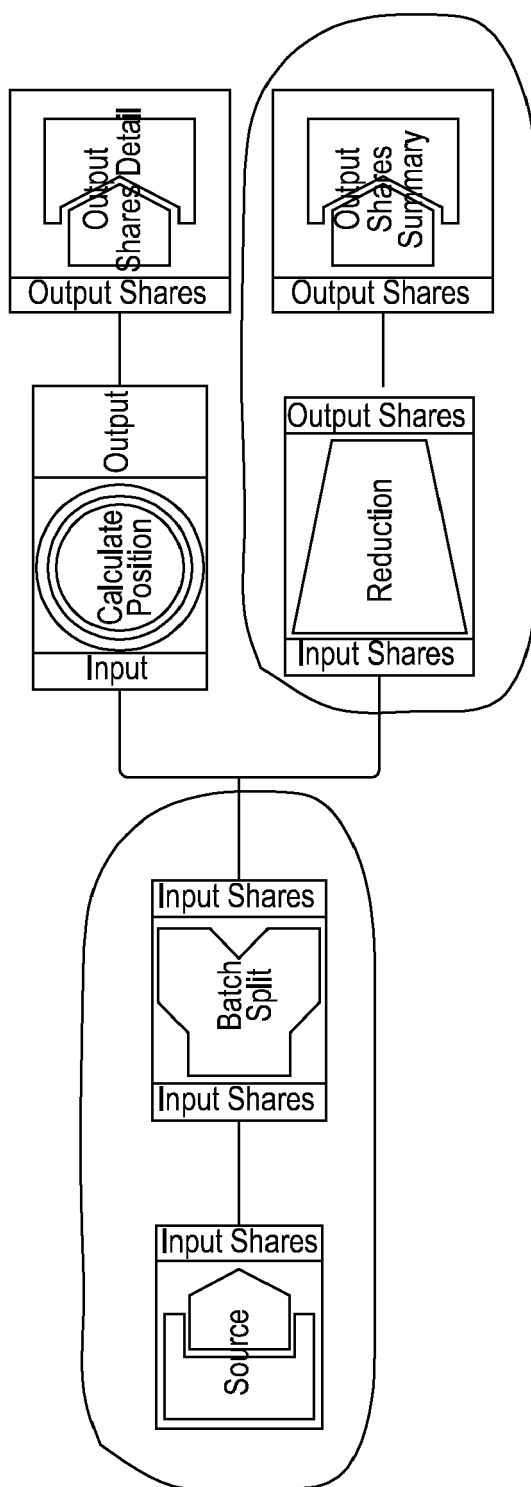 Output
Shares Detail
Output Shares
Output
Shares
Summary
Output Shares
Output
Calculate
Position
Input
Output Shares
Reduction
Input Shares
Input Shares
Batch
Split
Input Shares
Input Shares
Source